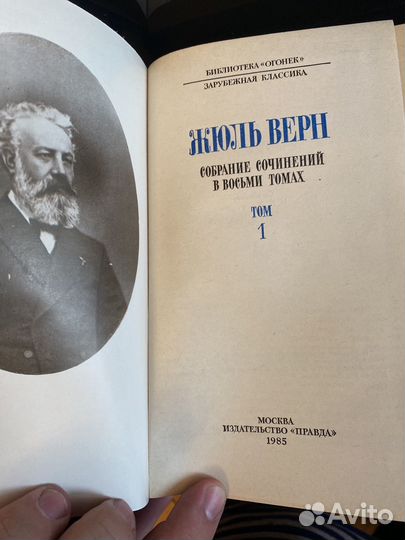 БИБЛИОТЕКА «ОГОНЕК»
ЗАРУБЕЖНАЯ КЛАССИКА
ЖЮЛЬ ВЕРН
СОБРАНИЕ СОЧИНЕНИЙ
В ВОСЬМИ ТОМАХ
ТОМ
1
МОСКВА
ИЗДАТЕЛЬСТВО «ПРАВДА»
1985
Avito